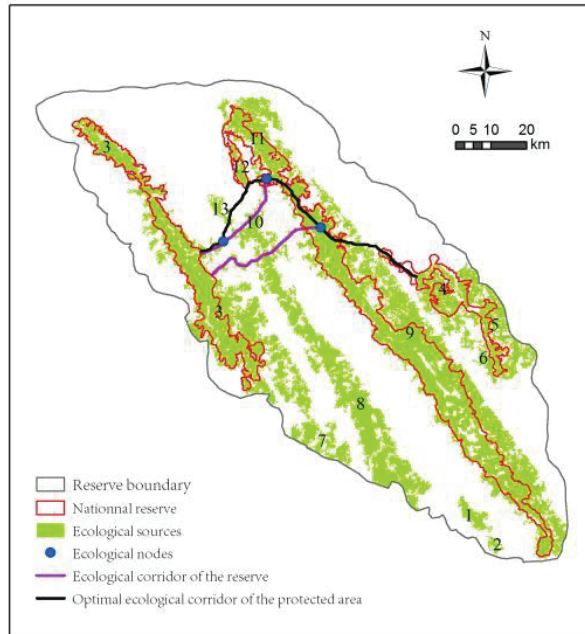 N
0 5 10 20
km
11
3
12
13
10
4
3
5
9
6
8
7
1
2
Reserve boundary
Nationnal reserve
Ecological sources
Ecological nodes
Ecological corridor of the reserve
Optimal ecological corridor of the protected area